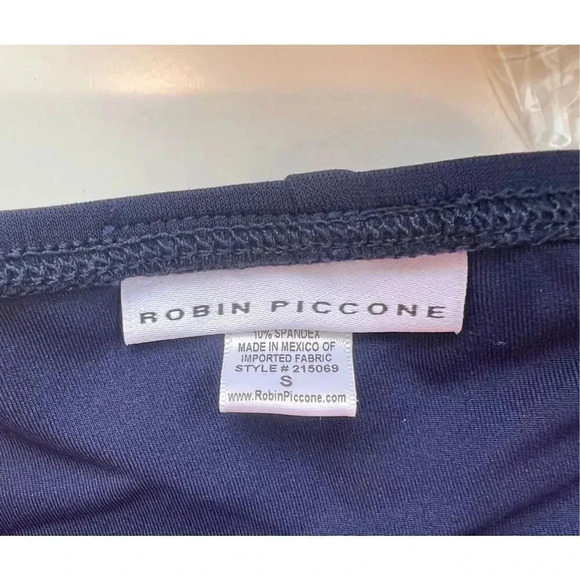 ROBIN PICCONE
10% SPANDEX
MADE IN MEXICO OF
IMPORTED FABRIC
STYLE # 215069
S
www.RobinPiccone.com